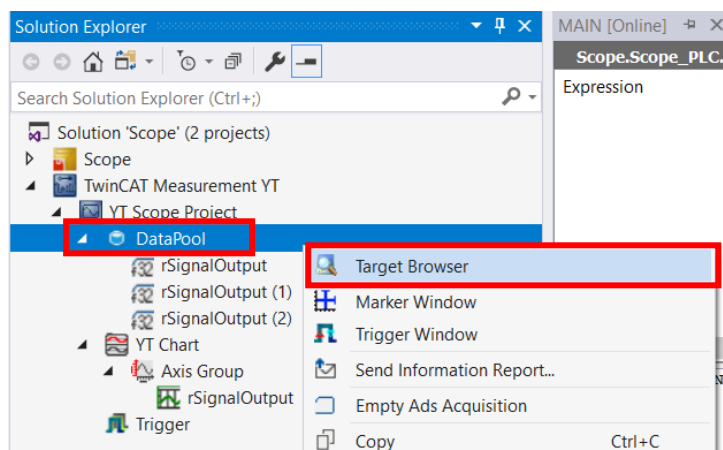 Solution Explorer
MAIN [Online]
Scope.Scope_PLC.
Search Solution Explorer (Ctrl+;)
Expression
Solution 'Scope' (2 projects)
Scope
TwinCAT Measurement YT
YT Scope Project
DataPool
rSignalOutput
Target Browser
rSignalOutput (1)
Marker Window
rSignalOutput (2)
Trigger Window
YT Chart
Axis Group
Send Information Report...
rSignalOutput
Empty Ads Acquisition
Trigger
Copy Ctrl+C